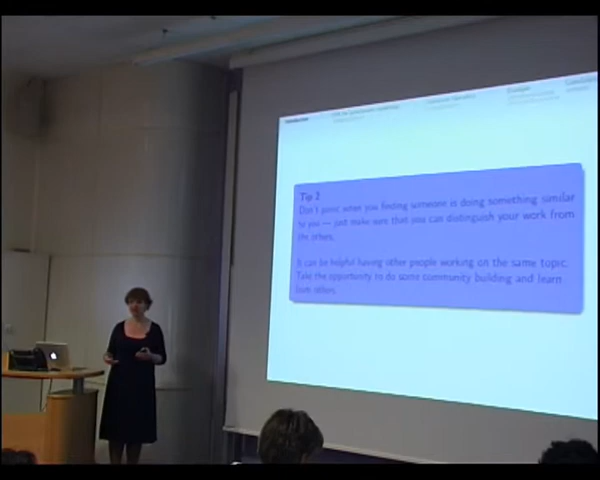 Introduction
Tip 2
Don't panic when you finding someone is doing something similar
to you — just make sure that you can distinguish your work from
the others.
It can be helpful having other people working on the same topic.
Take the opportunity to do some community building and learn
from others.